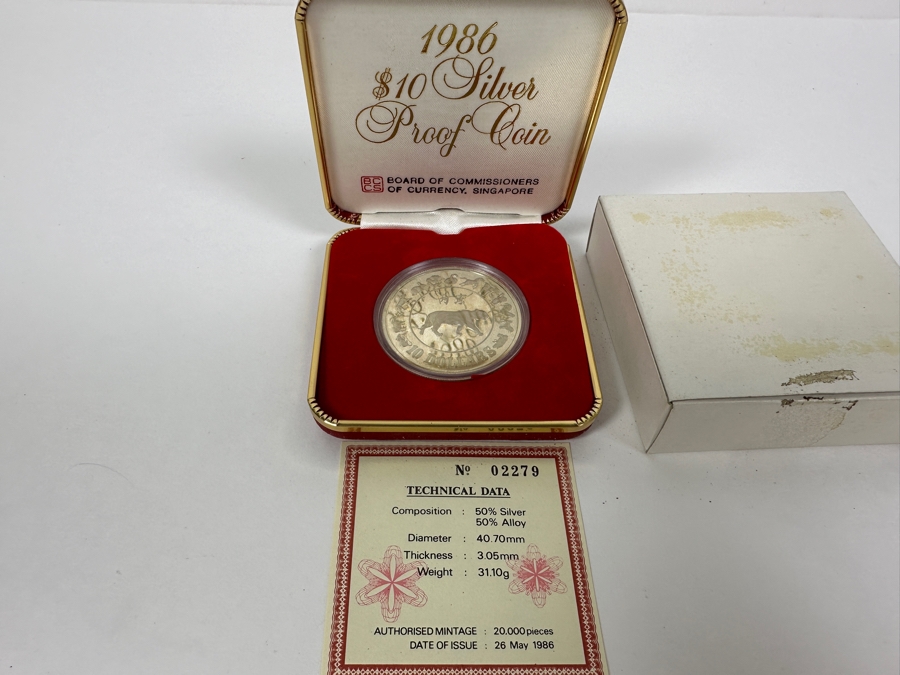 1986
$10 Silver
Proof Coin
BC
CS
BOARD OF COMMISSIONERS
OF CURRENCY, SINGAPORE
10 DOLLARS
Nº 02279
TECHNICAL DATA
Composition : 50% Silver
50% Alloy
Diameter : 40.70mm
Thickness : 3.05mm
Weight : 31.10g
AUTHORISED MINTAGE : 20.000 pieces
DATE OF ISSUE : 26 May 1986